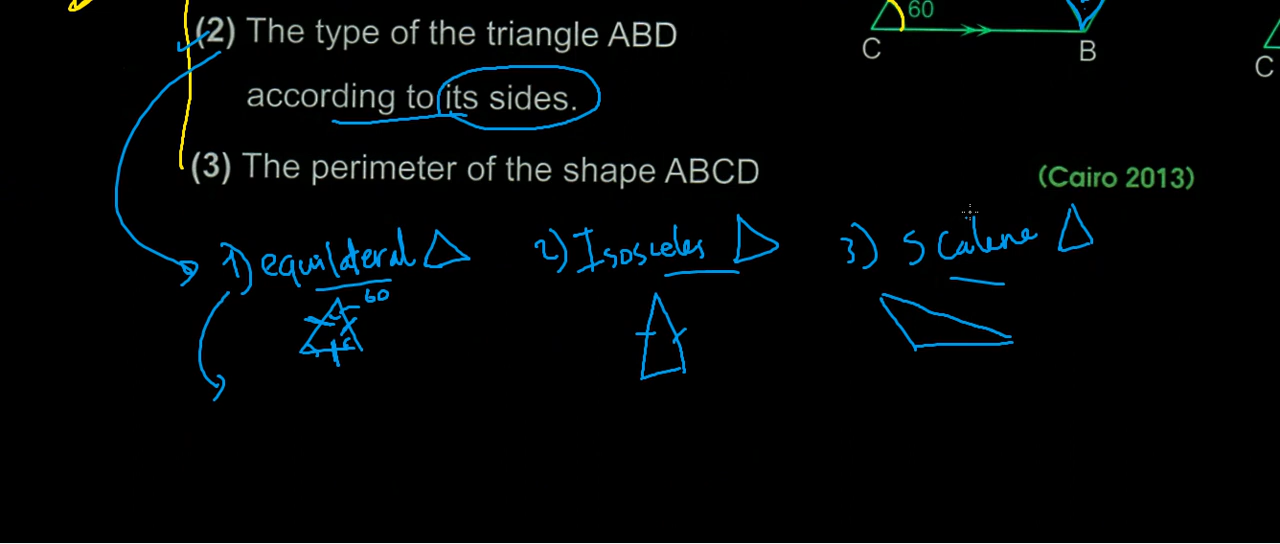 60
(2) The type of the triangle ABD
C
B
C
according to its sides.
(3) The perimeter of the shape ABCD
(Cairo 2013)
1) equilateral
2) Isosceles
3) Scalene
60